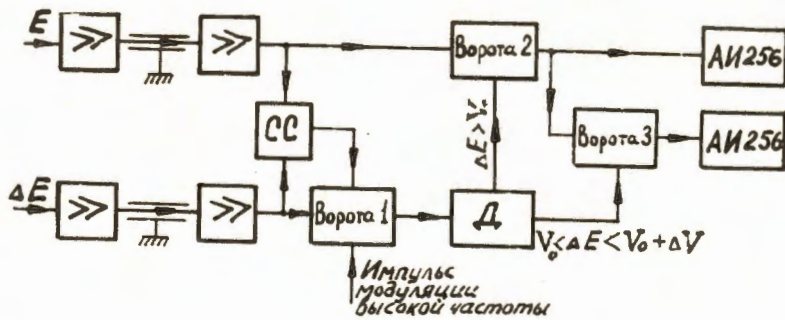 E
≫
≫
Ворота 2
АИ256
СС
ΔE>V₀
Ворота 3
АИ256
ΔE
≫
≫
Ворота 1
Д
V₀<ΔE<V₀+ΔV
Импульс
модуляции
высокой частоты